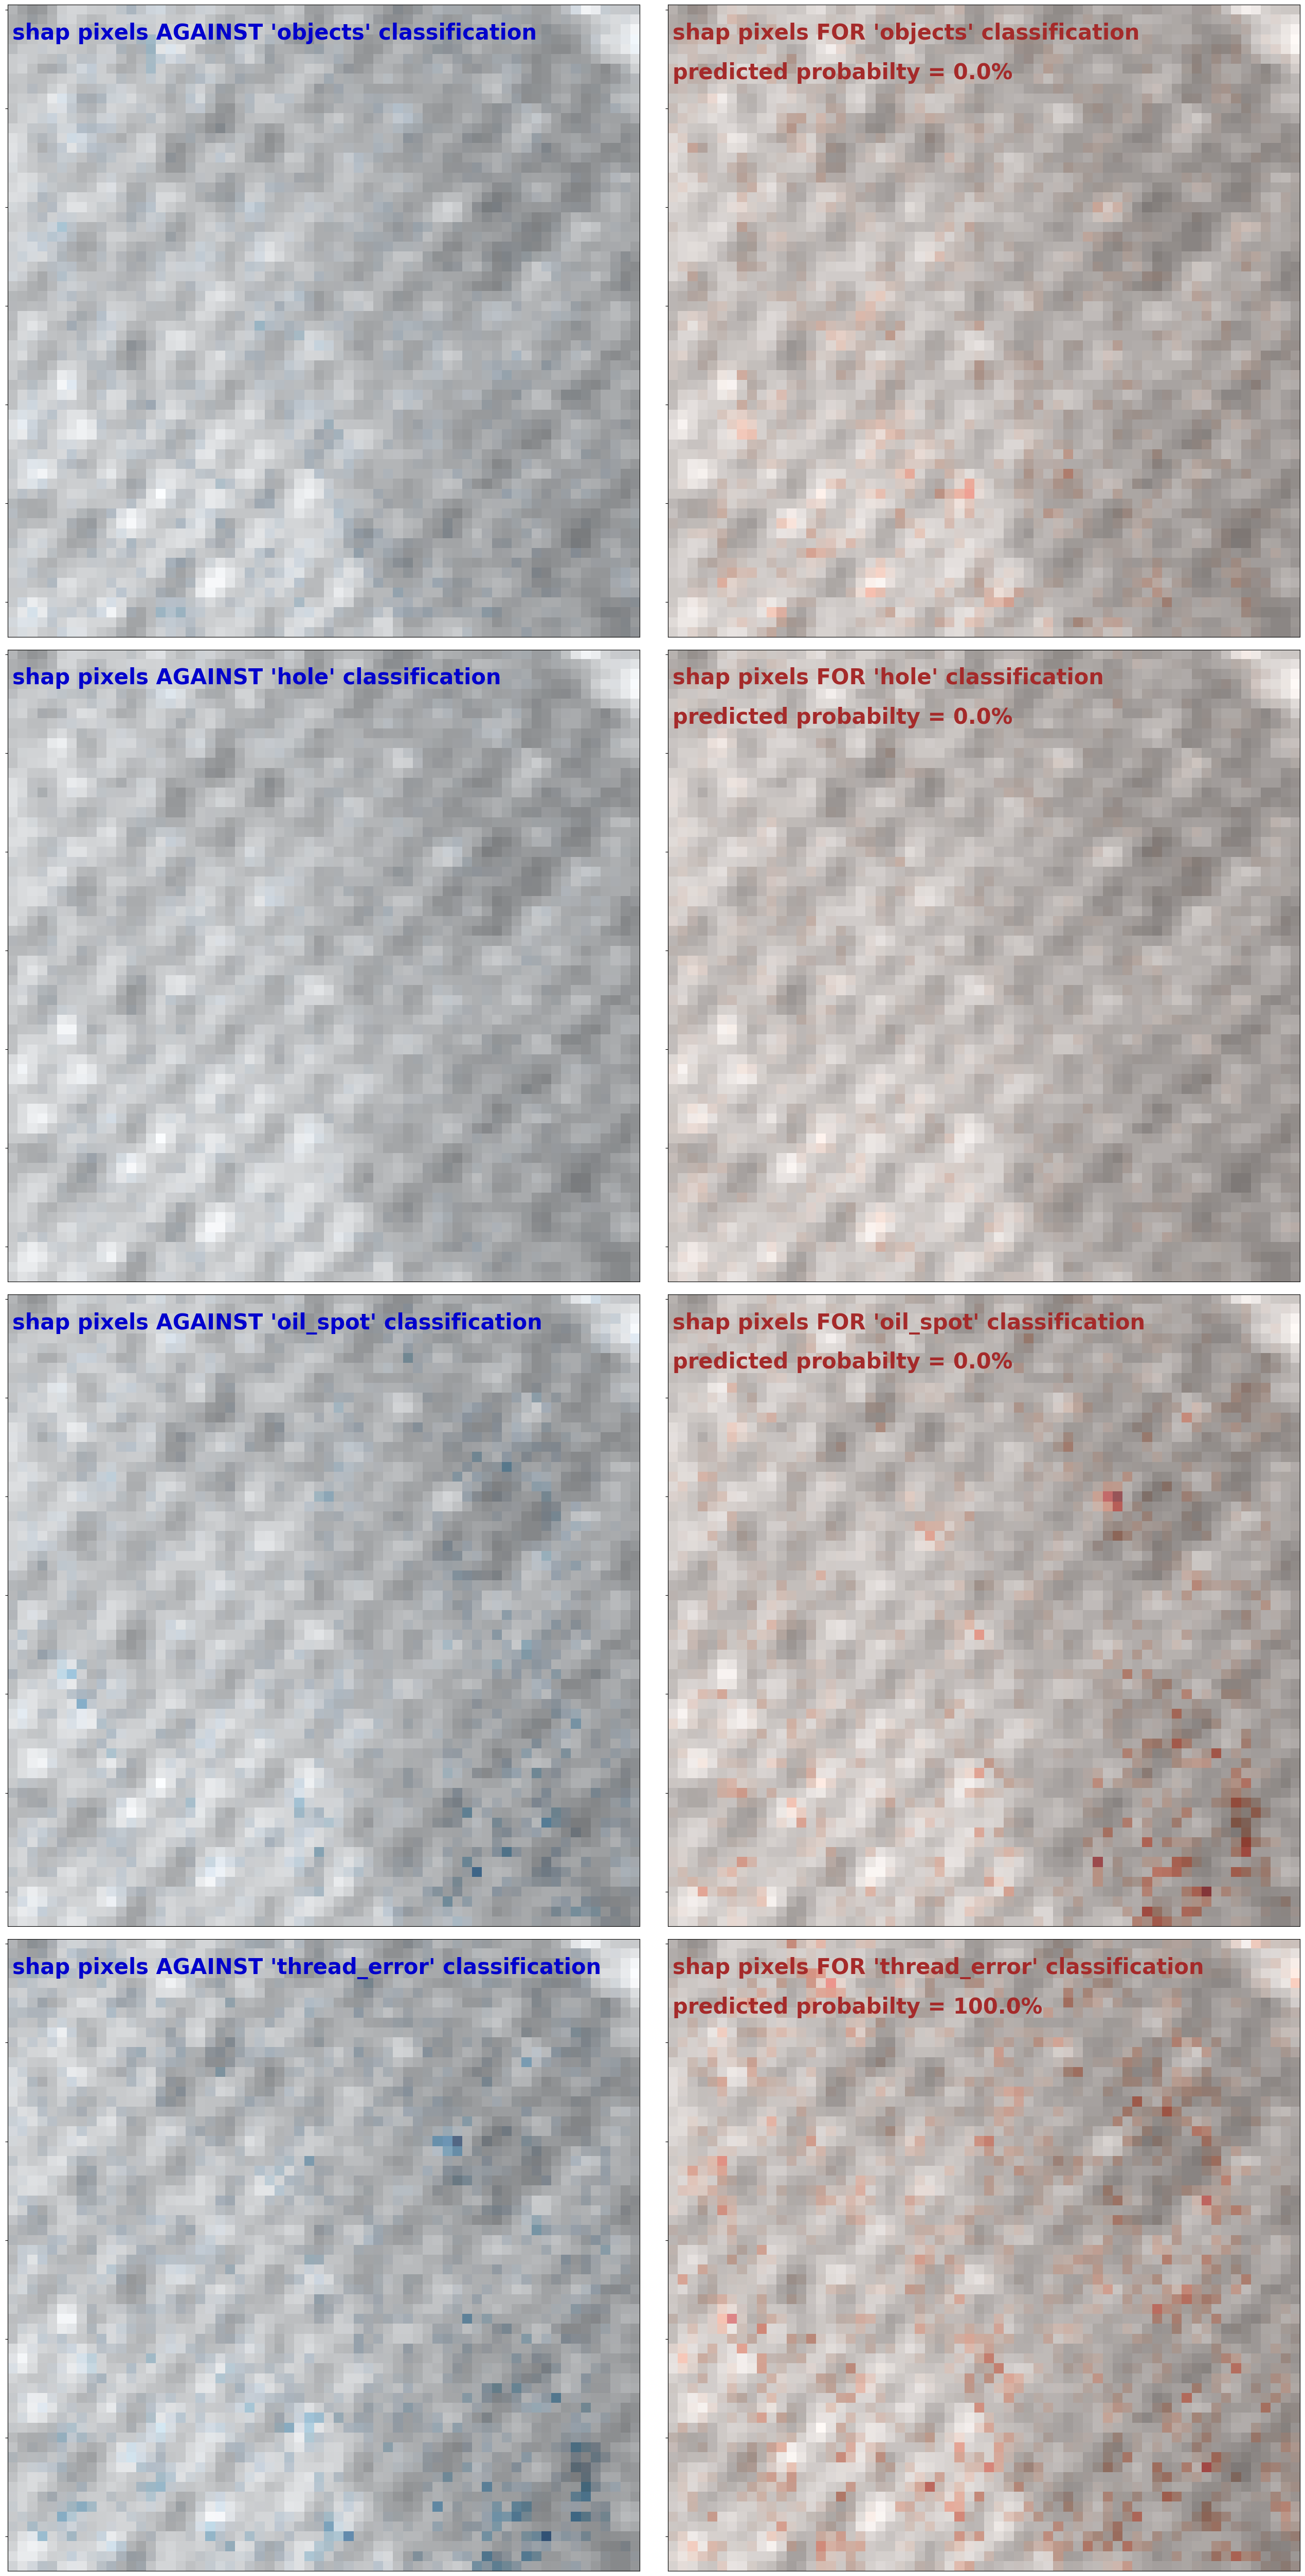 shap pixels AGAINST 'objects' classification
shap pixels FOR 'objects' classification
predicted probabilty = 0.0%
shap pixels AGAINST 'hole' classification
shap pixels FOR 'hole' classification
predicted probabilty = 0.0%
shap pixels AGAINST 'oil_spot' classification
shap pixels FOR 'oil_spot' classification
predicted probabilty = 0.0%
shap pixels AGAINST 'thread_error' classification
shap pixels FOR 'thread_error' classification
predicted probabilty = 100.0%